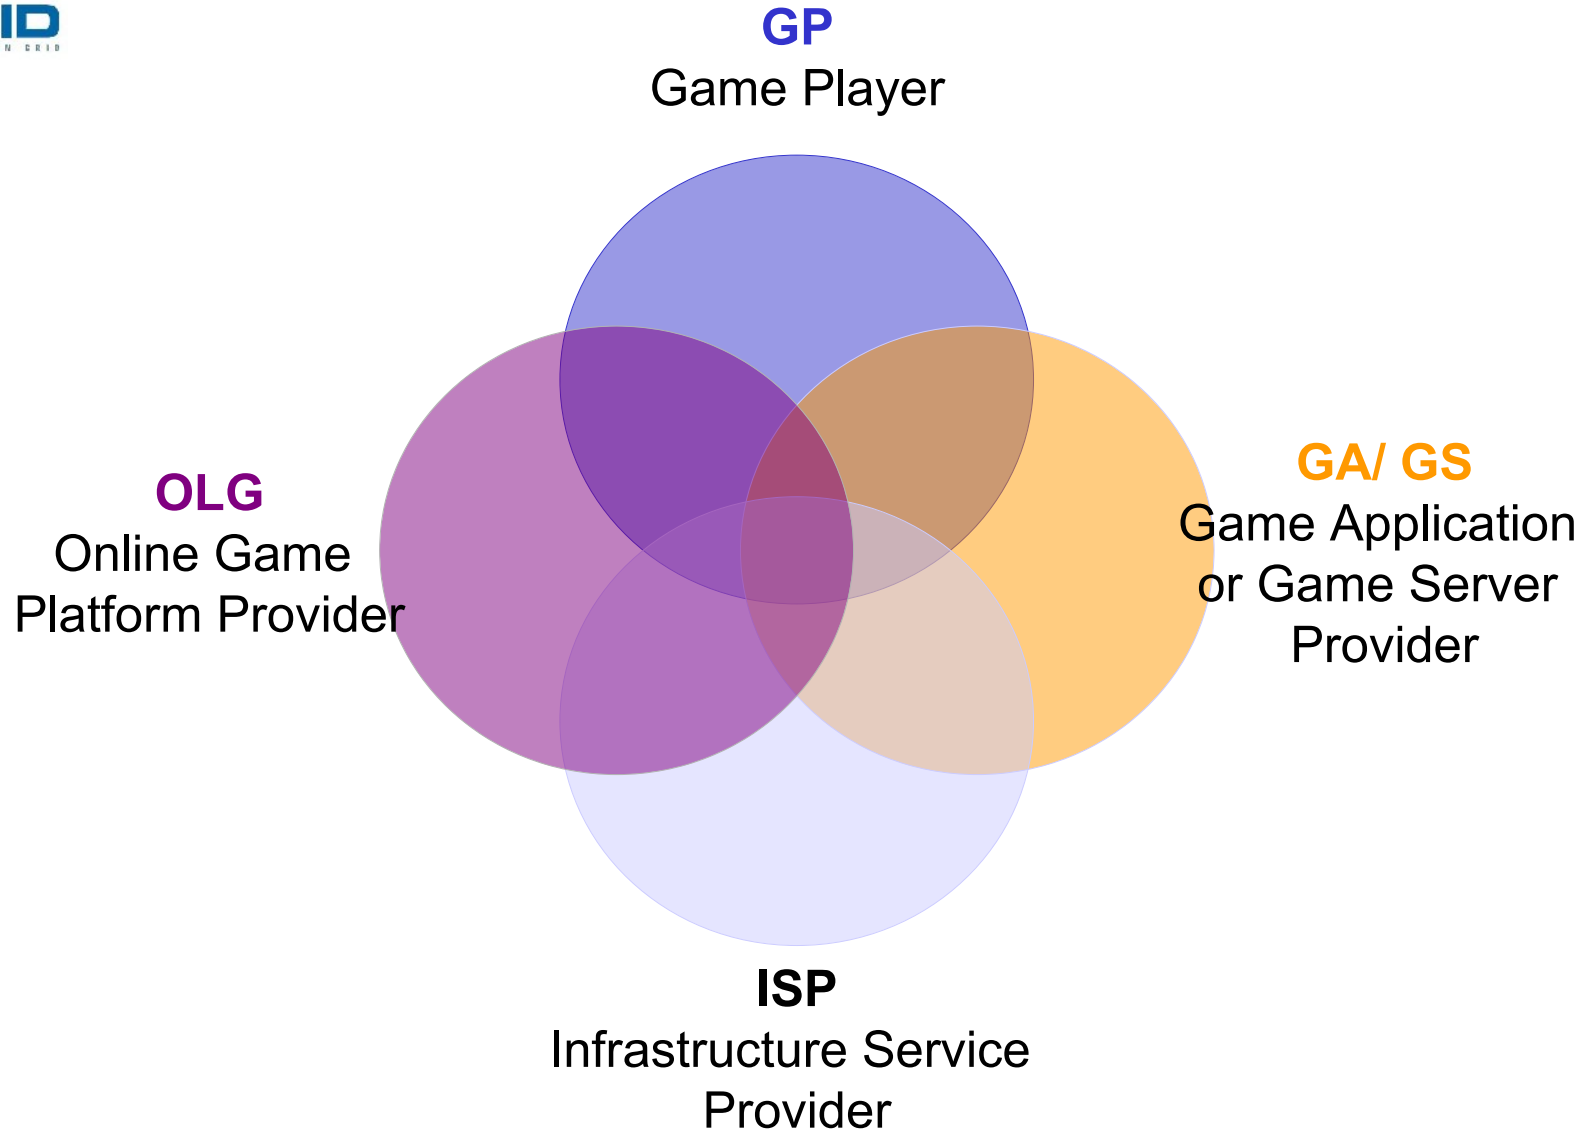 ID
N GRID
GP
Game Player
OLG
Online Game
Platform Provider
GA/ GS
Game Application
or Game Server
Provider
ISP
Infrastructure Service
Provider